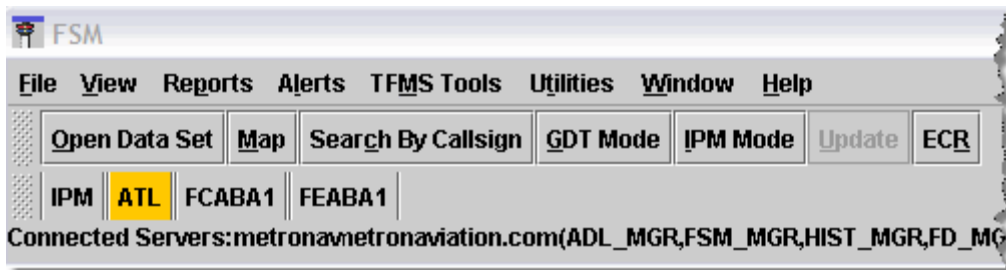 FSM
File View Reports Alerts TFMS Tools Utilities Window Help
Open Data Set Map Search By Callsign GDT Mode IPM Mode Update ECR
IPM ATL FCABA1 FEABA1
Connected Servers:metronavnetronaviation.com(ADL_MGR,FSM_MGR,HIST_MGR,FD_M